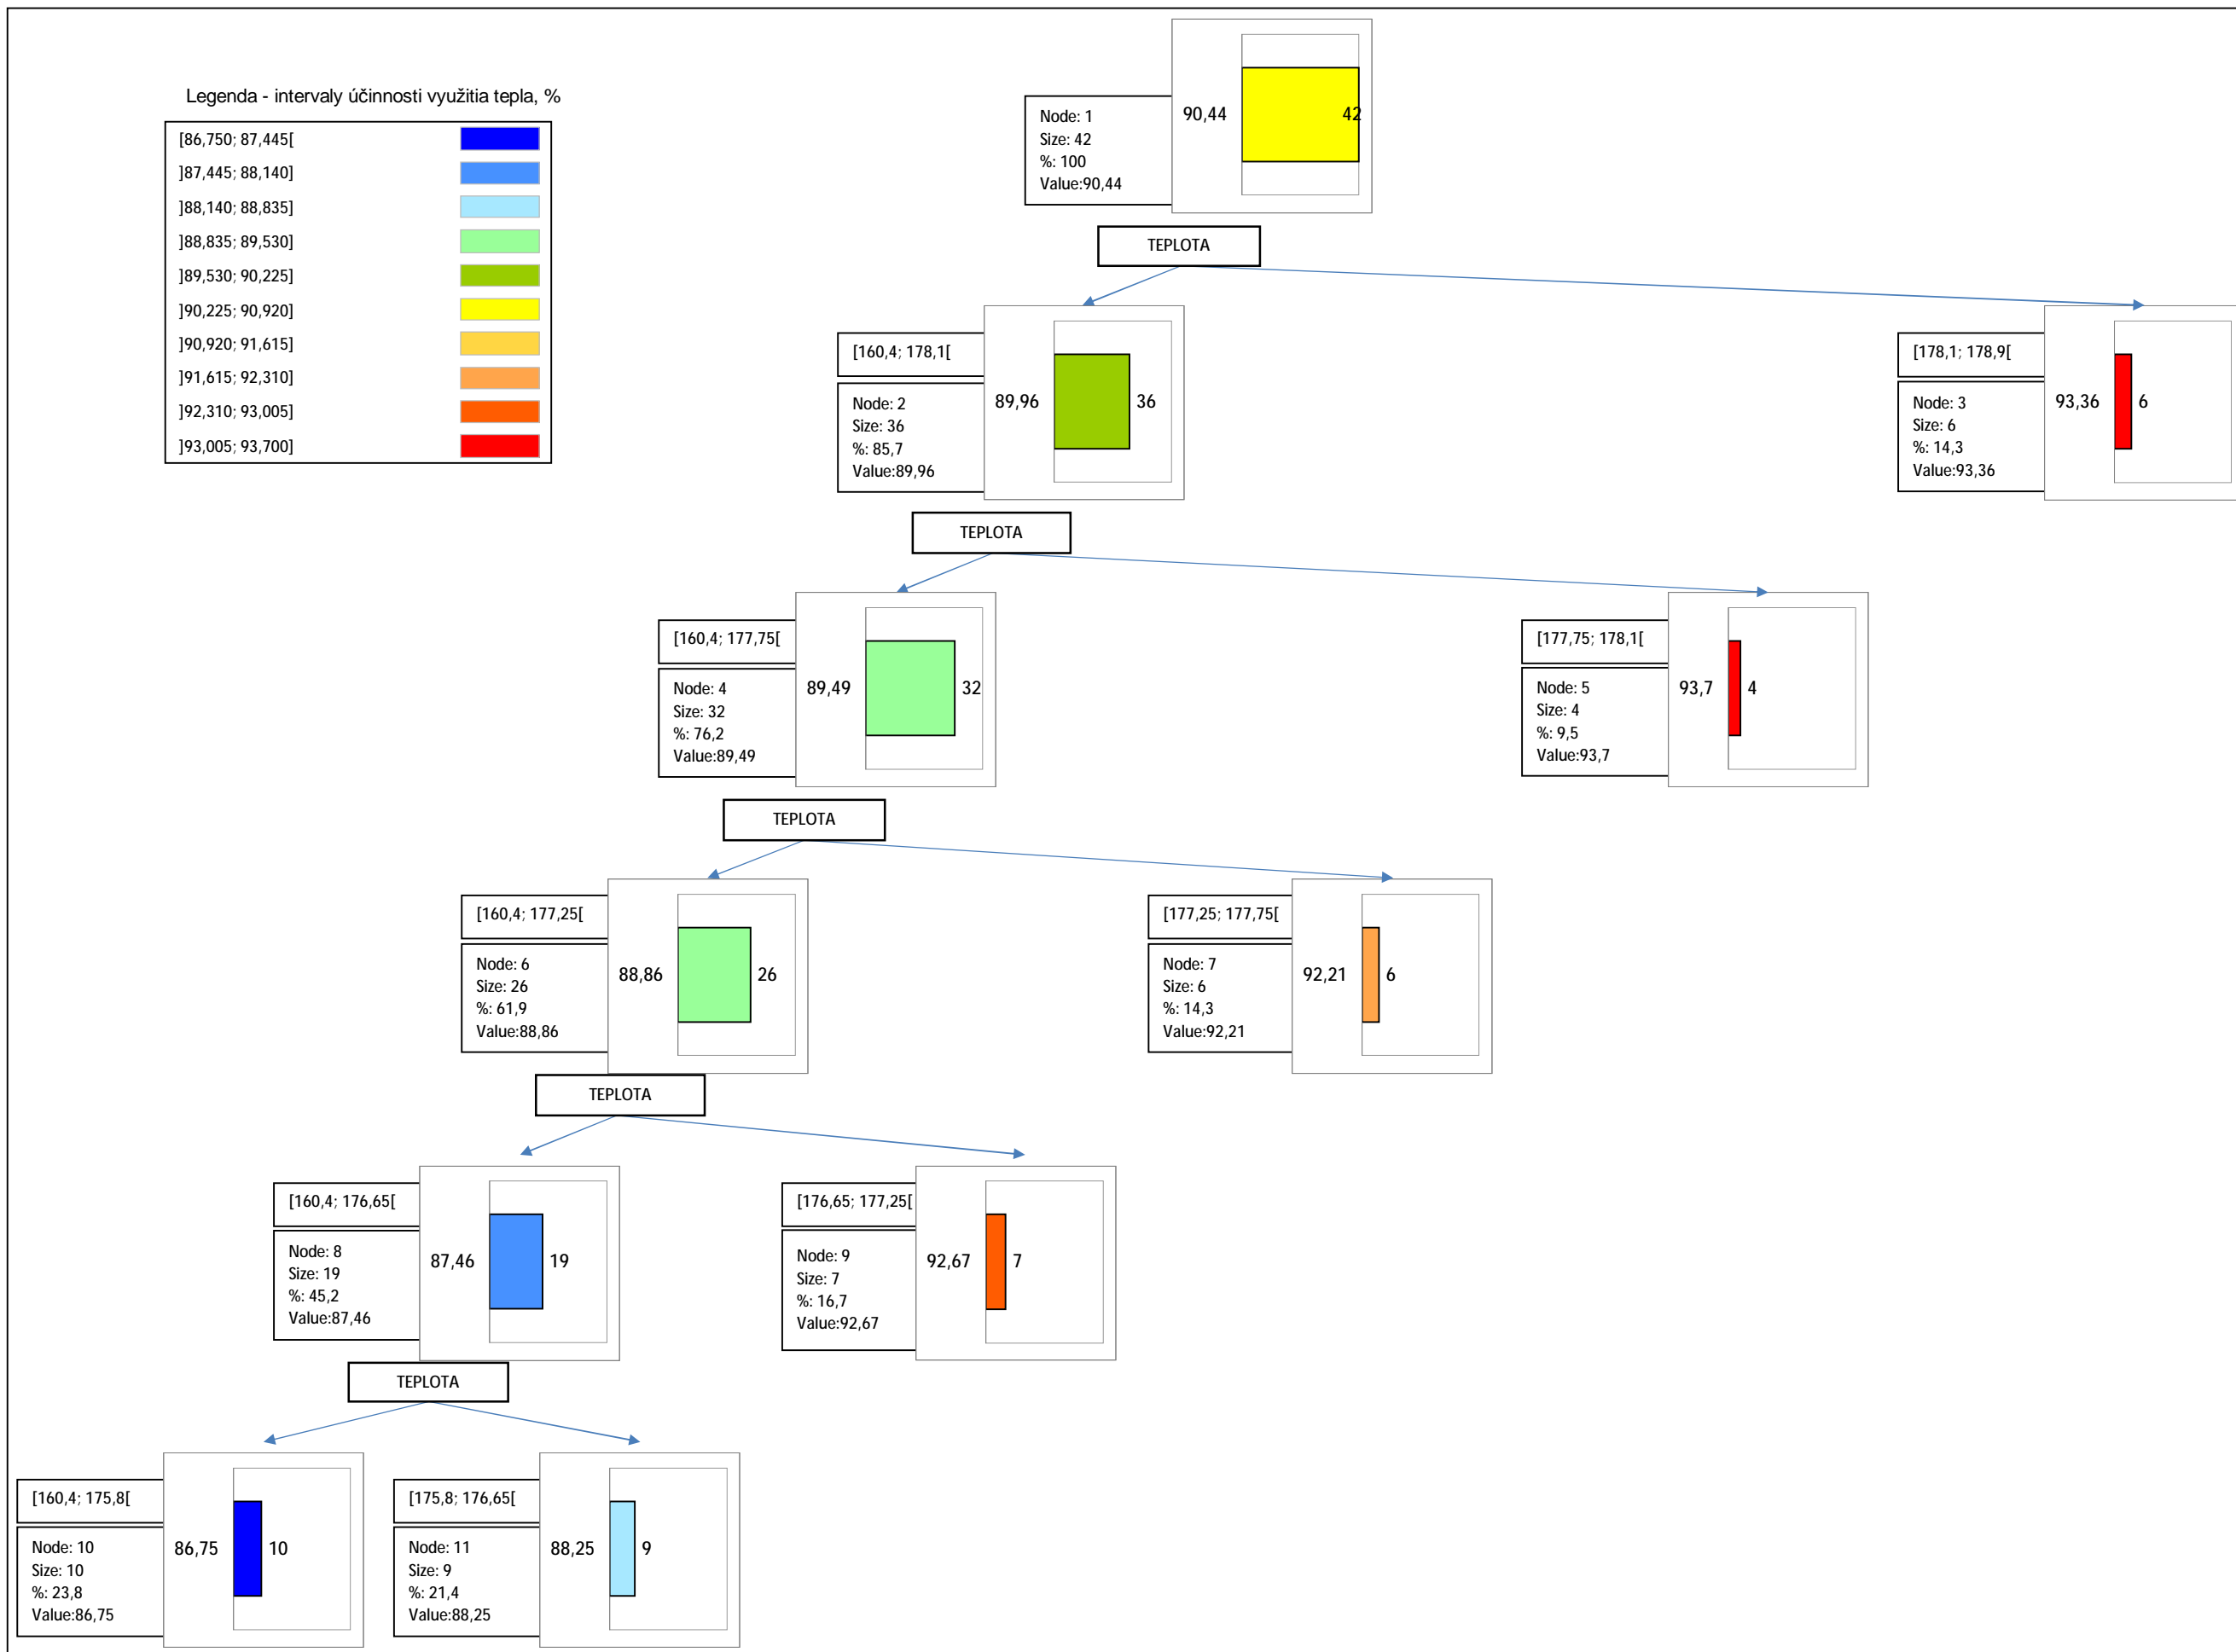 Legenda - intervaly účinnosti využitia tepla, %
[86,750; 87,445[
]87,445; 88,140]
]88,140; 88,835]
]88,835; 89,530]
]89,530; 90,225]
]90,225; 90,920]
]90,920; 91,615]
]91,615; 92,310]
]92,310; 93,005]
]93,005; 93,700]
Node: 1
Size: 42
%: 100
Value:90,44
90,44
42
TEPLOTA
[160,4; 178,1[
Node: 2
Size: 36
%: 85,7
Value:89,96
89,96
36
[178,1; 178,9[
Node: 3
Size: 6
%: 14,3
Value:93,36
93,36
6
TEPLOTA
[160,4; 177,75[
Node: 4
Size: 32
%: 76,2
Value:89,49
89,49
32
[177,75; 178,1[
Node: 5
Size: 4
%: 9,5
Value:93,7
93,7
4
TEPLOTA
[160,4; 177,25[
Node: 6
Size: 26
%: 61,9
Value:88,86
88,86
26
[177,25; 177,75[
Node: 7
Size: 6
%: 14,3
Value:92,21
92,21
6
TEPLOTA
[160,4; 176,65[
Node: 8
Size: 19
%: 45,2
Value:87,46
87,46
19
[176,65; 177,25[
Node: 9
Size: 7
%: 16,7
Value:92,67
92,67
7
TEPLOTA
[160,4; 175,8[
Node: 10
Size: 10
%: 23,8
Value:86,75
86,75
10
[175,8; 176,65[
Node: 11
Size: 9
%: 21,4
Value:88,25
88,25
9